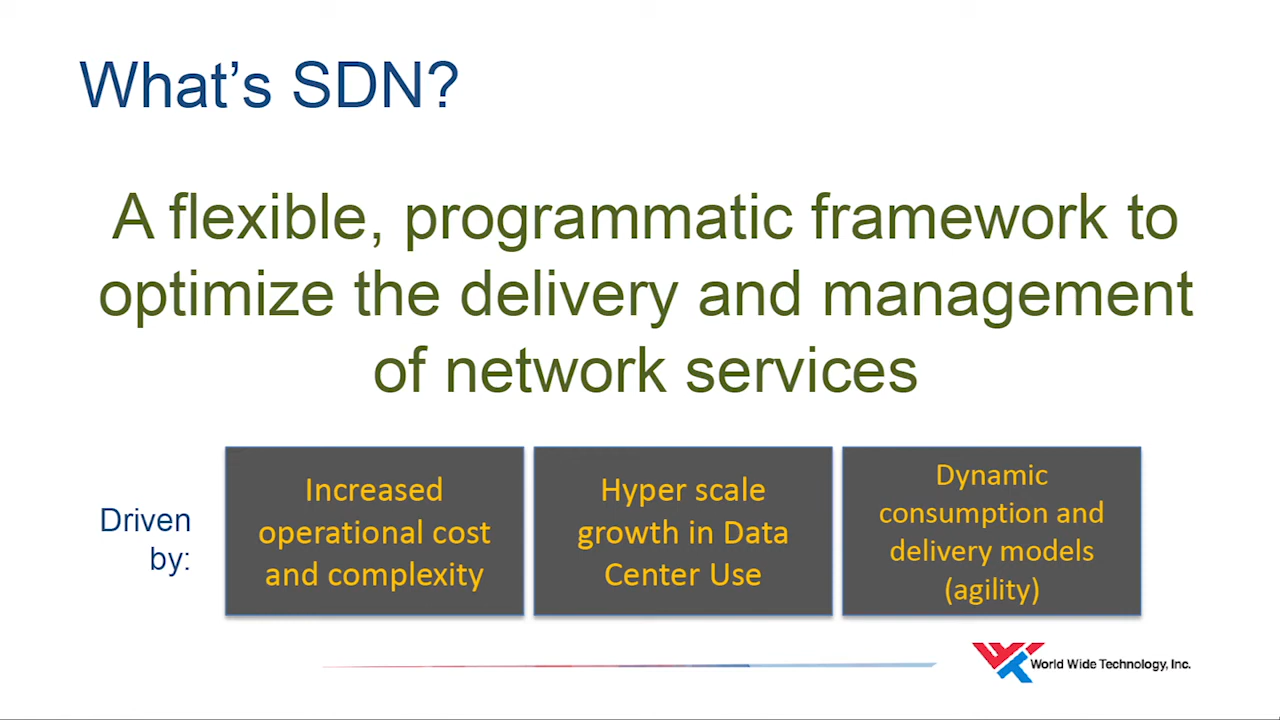 What's SDN?
A flexible, programmatic framework to
optimize the delivery and management
of network services
Driven
by:
Increased
operational cost
and complexity
Hyper scale
growth in Data
Center Use
Dynamic
consumption and
delivery models
(agility)
World Wide Technology, Inc.